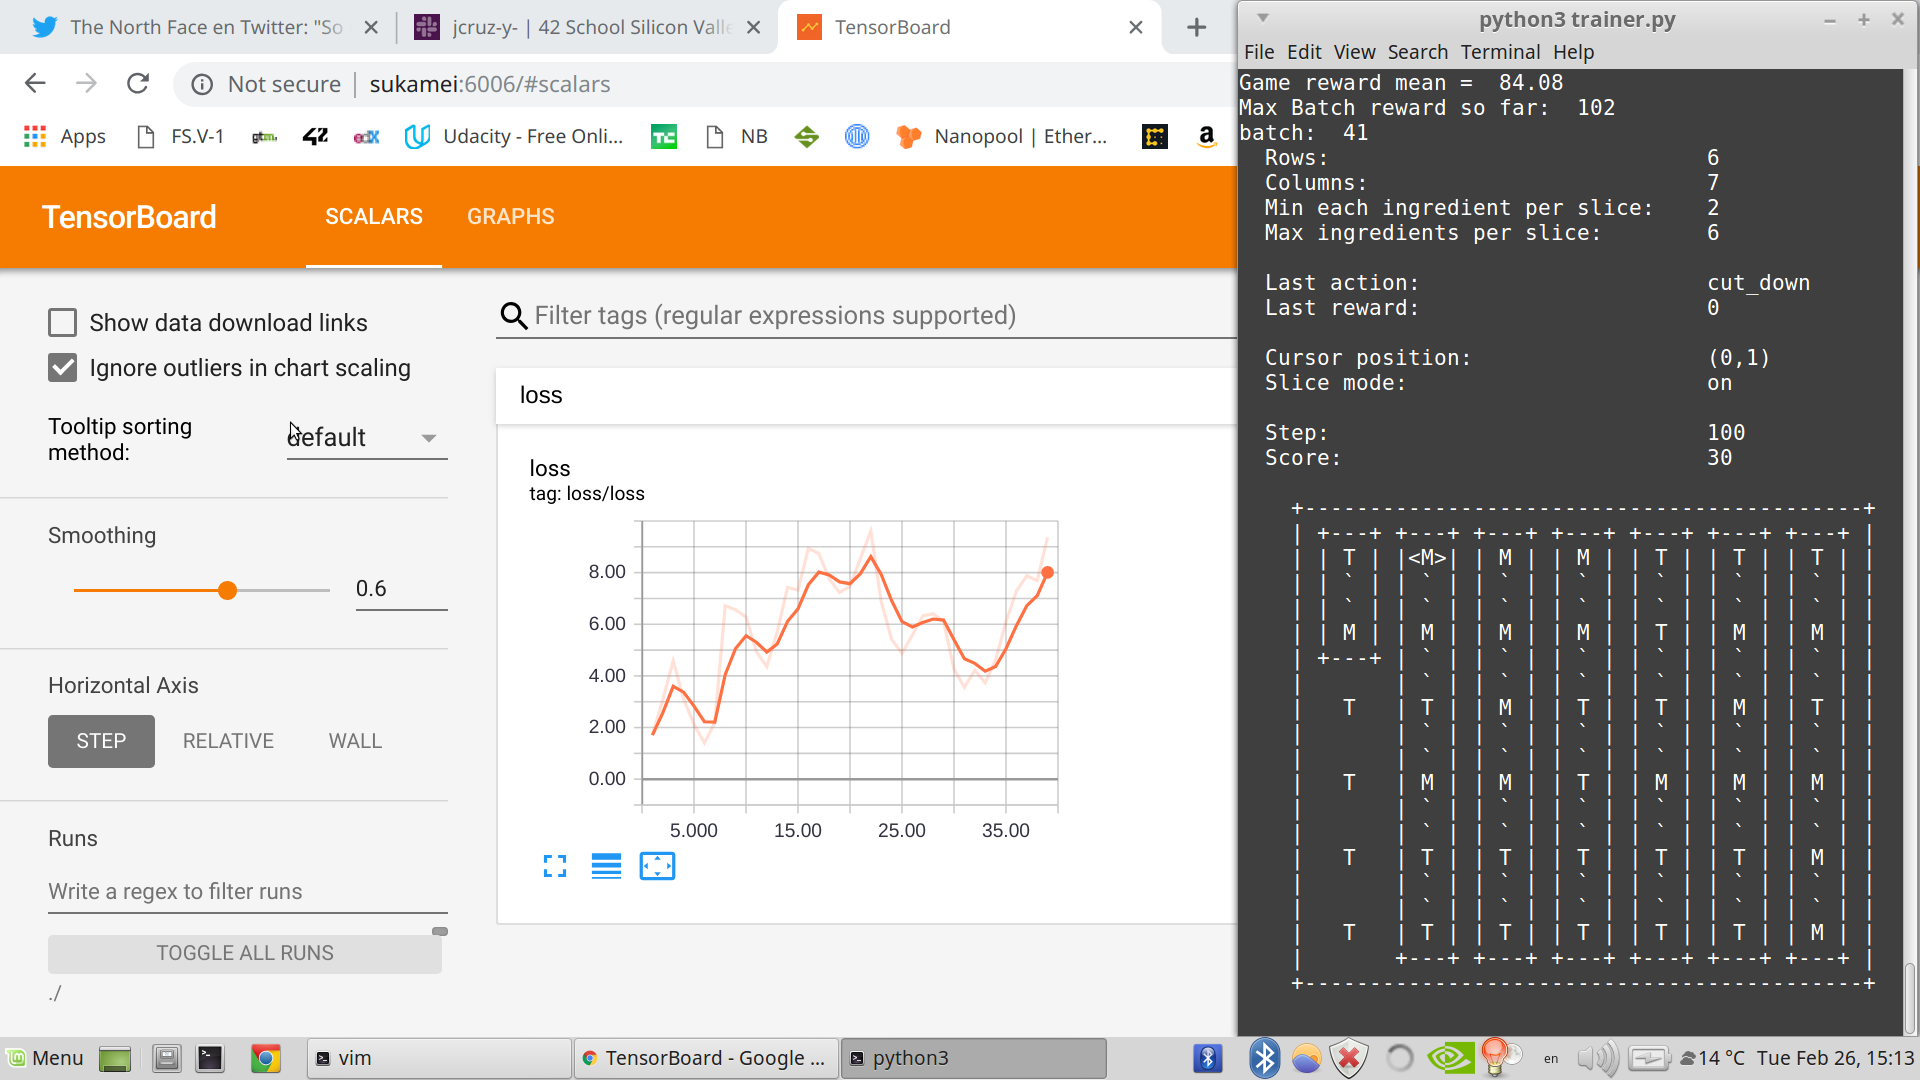 The North Face en Twitter: "So
jcruz-y- | 42 School Silicon Valle
TensorBoard
Not secure | sukamei:6006/#scalars
Apps FS.V-1 gtm. 42 edX Udacity - Free Onli... TC NB Nanopool | Ether... a
TensorBoard SCALARS GRAPHS
Show data download links
Ignore outliers in chart scaling
Tooltip sorting
method:
default
Smoothing
0.6
Horizontal Axis
STEP RELATIVE WALL
Runs
Write a regex to filter runs
TOGGLE ALL RUNS
./
Filter tags (regular expressions supported)
loss
loss
tag: loss/loss
8.00
6.00
4.00
2.00
0.00
5.000 15.00 25.00 35.00
python3 trainer.py
File Edit View Search Terminal Help
Game reward mean =  84.08
Max Batch reward so far:  102
batch:  41
Rows: 6
Columns: 7
Min each ingredient per slice: 2
Max ingredients per slice: 6
Last action: cut_down
Last reward: 0
Cursor position: (0,1)
Slice mode: on
Step: 100
Score: 30
+-------------------------------------------+
| +---+ +---+ +---+ +---+ +---+ +---+ +---+ |
| | T | |<M>| | M | | M | | T | | T | | T | |
| | ` | | ` | | ` | | ` | | ` | | ` | | ` | |
| | ` | | ` | | ` | | ` | | ` | | ` | | ` | |
| | M | | M | | M | | M | | T | | M | | M | |
| +---+ | ` | | ` | | ` | | ` | | ` | | ` | |
|       | ` | | ` | | ` | | ` | | ` | | ` | |
|   T   | T | | M | | T | | T | | M | | T | |
|       | ` | | ` | | ` | | ` | | ` | | ` | |
|       | ` | | ` | | ` | | ` | | ` | | ` | |
|   T   | M | | M | | T | | M | | M | | M | |
|       | ` | | ` | | ` | | ` | | ` | | ` | |
|       | ` | | ` | | ` | | ` | | ` | | ` | |
|   T   | T | | T | | T | | T | | T | | M | |
|       | ` | | ` | | ` | | ` | | ` | | ` | |
|       | ` | | ` | | ` | | ` | | ` | | ` | |
|   T   | T | | T | | T | | T | | T | | M | |
|       +---+ +---+ +---+ +---+ +---+ +---+ |
+-------------------------------------------+
Menu vim TensorBoard - Google ... python3 en 14 °C Tue Feb 26, 15:13